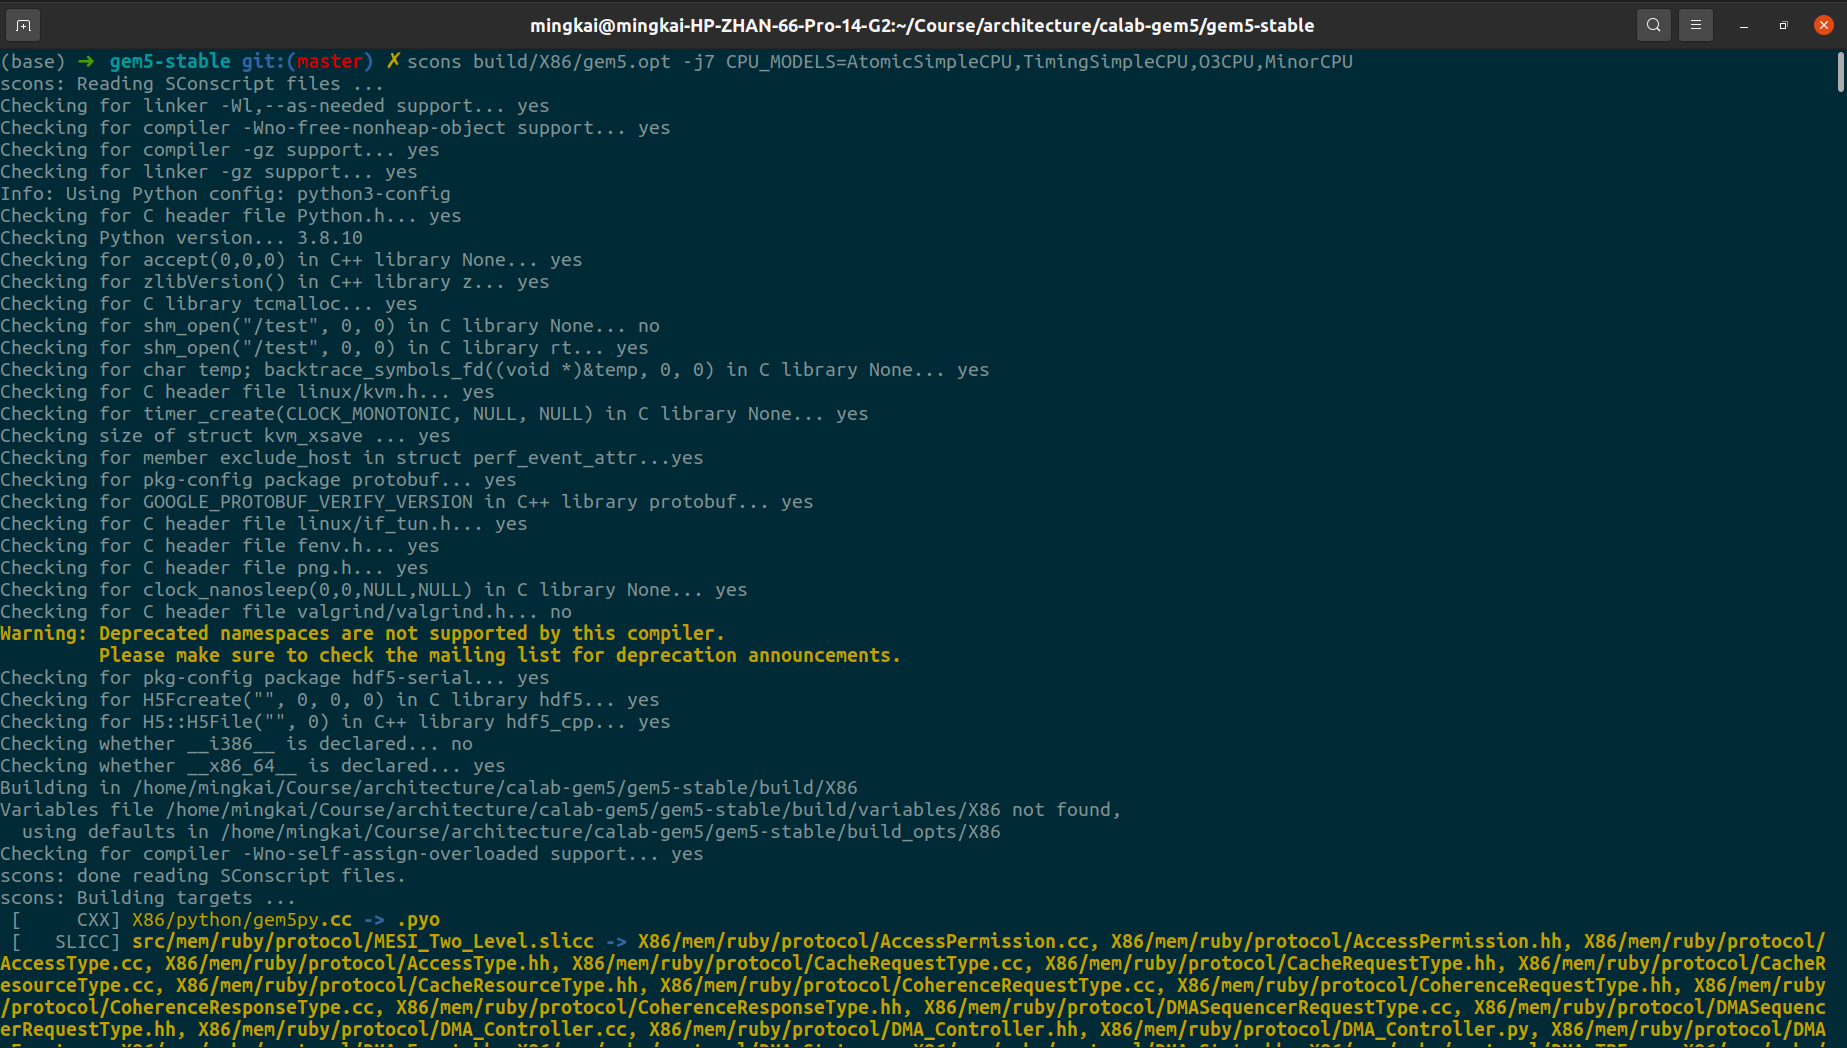 mingkai@mingkai-HP-ZHAN-66-Pro-14-G2:~/Course/architecture/calab-gem5/gem5-stable
(base) ➜ gem5-stable git:(master) ✗ scons build/X86/gem5.opt -j7 CPU_MODELS=AtomicSimpleCPU,TimingSimpleCPU,O3CPU,MinorCPU
scons: Reading SConscript files ...
Checking for linker -Wl,--as-needed support... yes
Checking for compiler -Wno-free-nonheap-object support... yes
Checking for compiler -gz support... yes
Checking for linker -gz support... yes
Info: Using Python config: python3-config
Checking for C header file Python.h... yes
Checking Python version... 3.8.10
Checking for accept(0,0,0) in C++ library None... yes
Checking for zlibVersion() in C++ library z... yes
Checking for C library tcmalloc... yes
Checking for shm_open("/test", 0, 0) in C library None... no
Checking for shm_open("/test", 0, 0) in C library rt... yes
Checking for char temp; backtrace_symbols_fd((void *)&temp, 0, 0) in C library None... yes
Checking for C header file linux/kvm.h... yes
Checking for timer_create(CLOCK_MONOTONIC, NULL, NULL) in C library None... yes
Checking size of struct kvm_xsave ... yes
Checking for member exclude_host in struct perf_event_attr...yes
Checking for pkg-config package protobuf... yes
Checking for GOOGLE_PROTOBUF_VERIFY_VERSION in C++ library protobuf... yes
Checking for C header file linux/if_tun.h... yes
Checking for C header file fenv.h... yes
Checking for C header file png.h... yes
Checking for clock_nanosleep(0,0,NULL,NULL) in C library None... yes
Checking for C header file valgrind/valgrind.h... no
Warning: Deprecated namespaces are not supported by this compiler.
Please make sure to check the mailing list for deprecation announcements.
Checking for pkg-config package hdf5-serial... yes
Checking for H5Fcreate("", 0, 0, 0) in C library hdf5... yes
Checking for H5::H5File("", 0) in C++ library hdf5_cpp... yes
Checking whether __i386__ is declared... no
Checking whether __x86_64__ is declared... yes
Building in /home/mingkai/Course/architecture/calab-gem5/gem5-stable/build/X86
Variables file /home/mingkai/Course/architecture/calab-gem5/gem5-stable/build/variables/X86 not found,
using defaults in /home/mingkai/Course/architecture/calab-gem5/gem5-stable/build_opts/X86
Checking for compiler -Wno-self-assign-overloaded support... yes
scons: done reading SConscript files.
scons: Building targets ...
[ CXX] X86/python/gem5py.cc -> .pyo
[ SLICC] src/mem/ruby/protocol/MESI_Two_Level.slicc -> X86/mem/ruby/protocol/AccessPermission.cc, X86/mem/ruby/protocol/AccessPermission.hh, X86/mem/ruby/protocol/
AccessType.cc, X86/mem/ruby/protocol/AccessType.hh, X86/mem/ruby/protocol/CacheRequestType.cc, X86/mem/ruby/protocol/CacheRequestType.hh, X86/mem/ruby/protocol/CacheR
esourceType.cc, X86/mem/ruby/protocol/CacheResourceType.hh, X86/mem/ruby/protocol/CoherenceRequestType.cc, X86/mem/ruby/protocol/CoherenceRequestType.hh, X86/mem/ruby
/protocol/CoherenceResponseType.cc, X86/mem/ruby/protocol/CoherenceResponseType.hh, X86/mem/ruby/protocol/DMASequencerRequestType.cc, X86/mem/ruby/protocol/DMASequenc
erRequestType.hh, X86/mem/ruby/protocol/DMA_Controller.cc, X86/mem/ruby/protocol/DMA_Controller.hh, X86/mem/ruby/protocol/DMA_Controller.py, X86/mem/ruby/protocol/DMA